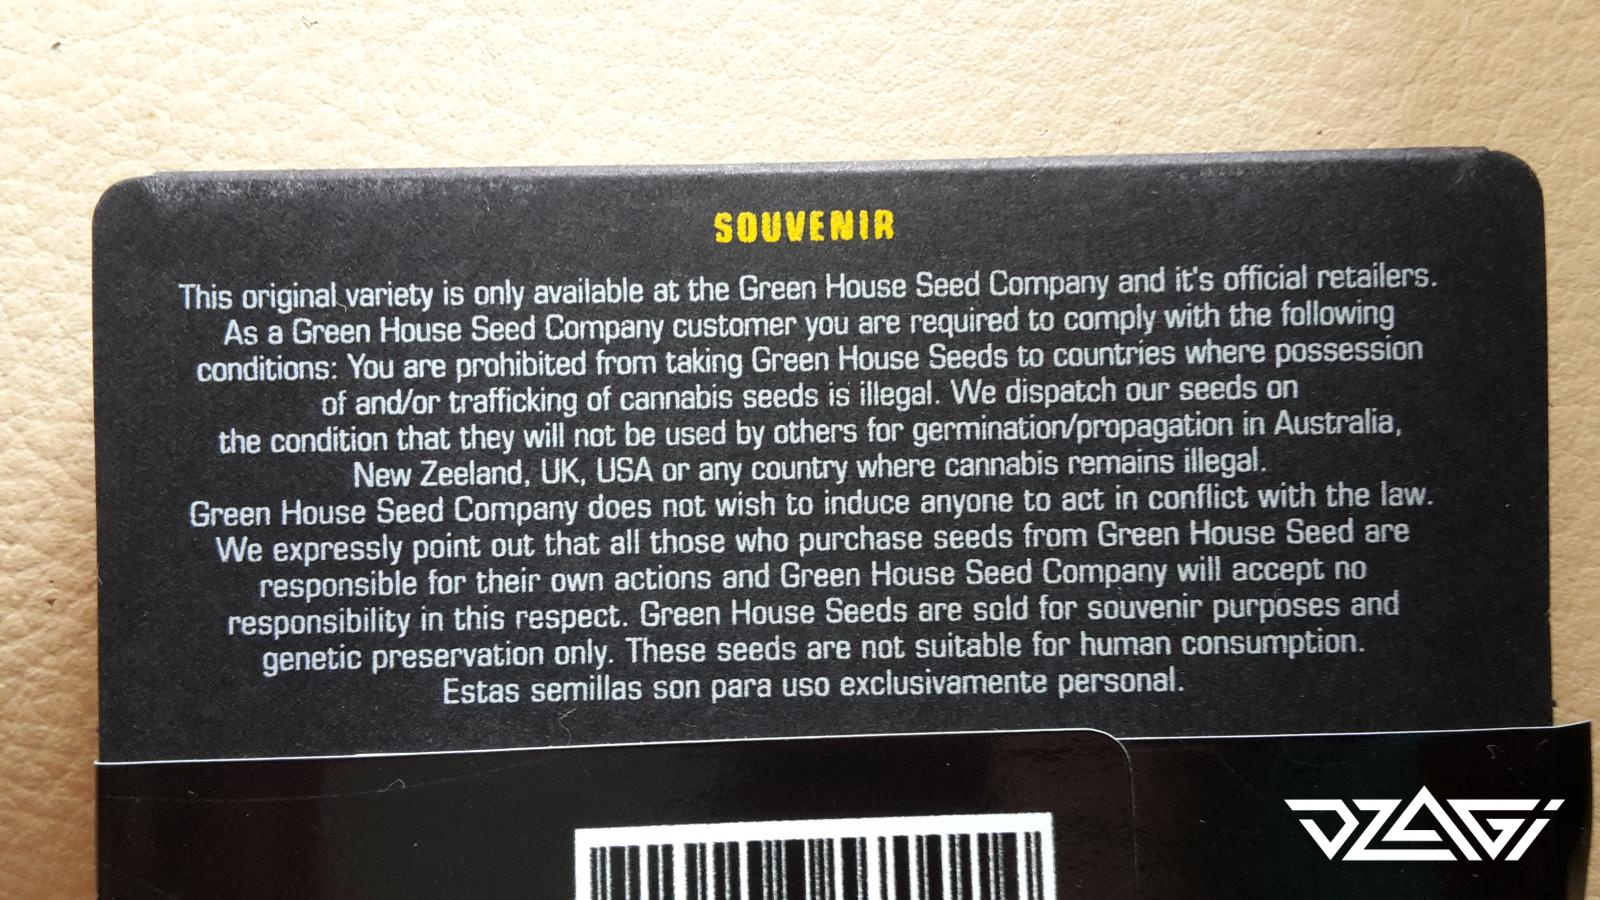 SOUVENIR
This original variety is only available at the Green House Seed Company and it's official retailers.
As a Green House Seed Company customer you are required to comply with the following
conditions: You are prohibited from taking Green House Seeds to countries where possession
of and/or trafficking of cannabis seeds is illegal. We dispatch our seeds on
the condition that they will not be used by others for germination/propagation in Australia,
New Zeeland, UK, USA or any country where cannabis remains illegal.
Green House Seed Company does not wish to induce anyone to act in conflict with the law.
We expressly point out that all those who purchase seeds from Green House Seed are
responsible for their own actions and Green House Seed Company will accept no
responsibility in this respect. Green House Seeds are sold for souvenir purposes and
genetic preservation only. These seeds are not suitable for human consumption.
Estas semillas son para uso exclusivamente personal.
DZAGI